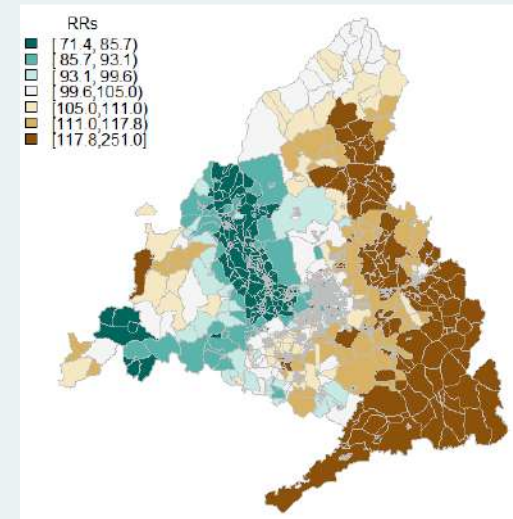 RRs
[ 71.4, 85.7)
[ 85.7, 93.1)
[ 93.1, 99.6)
[ 99.6,105.0)
[105.0,111.0)
[111.0,117.8)
[117.8,251.0]